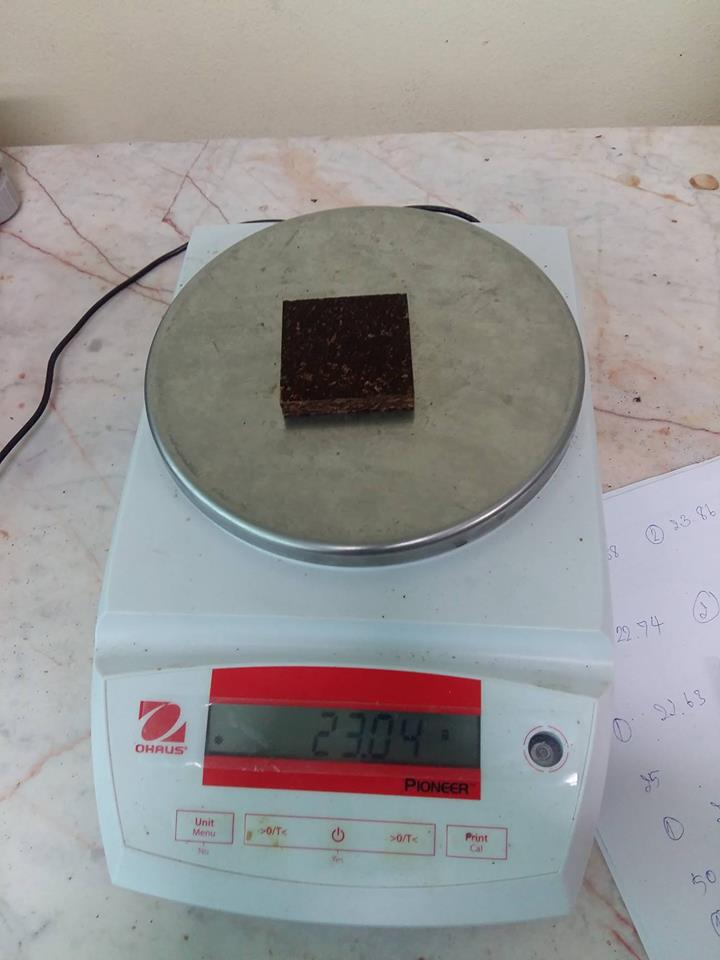 ② 23.86
22.74
②
① 22.63
25
①
50
OHAUS
23.04 g
PIONEER
Unit
Menu
No
>0/T<
Yes
>0/T<
Print
Cal